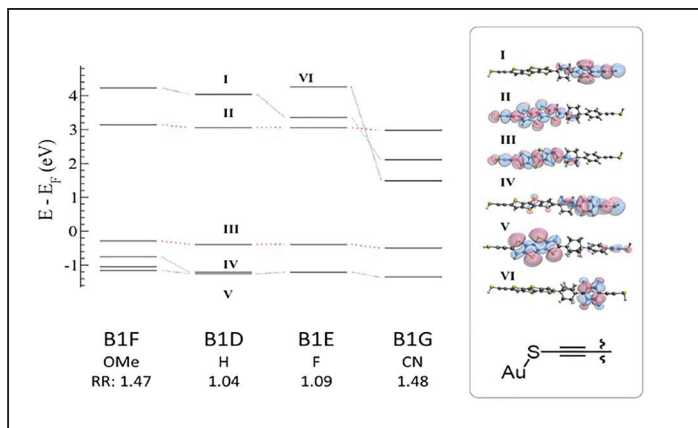 I
VI
II
III
IV
V
4
3
2
1
0
-1
E - E_F (eV)
B1F B1D B1E B1G
OMe H F CN
RR: 1.47 1.04 1.09 1.48
I
II
III
IV
V
VI
S
Au